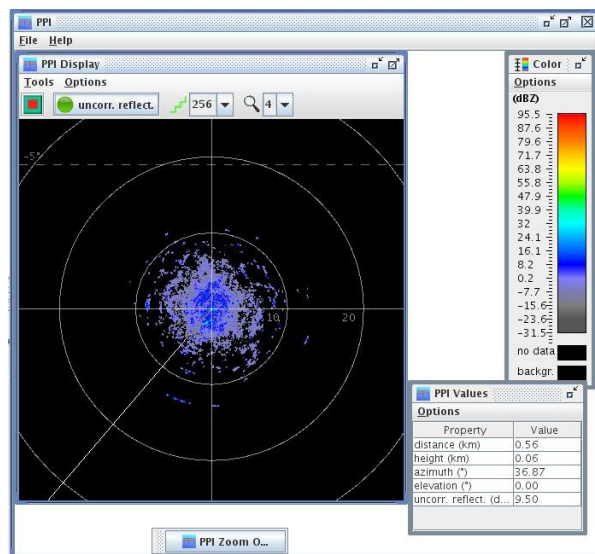 PPI
File Help
PPI Display
Tools Options
uncorr. reflect. 256 4
-5°
10 20
Color
Options
(dBZ)
95.5
87.6
79.6
71.7
63.8
55.8
47.9
39.9
32
24.1
16.1
8.2
0.2
-7.7
-15.6
-23.6
-31.5
no data
backgr.
PPI Values
Options
Property Value
distance (km) 0.56
height (km) 0.06
azimuth (°) 36.87
elevation (°) 0.00
uncorr. reflect. (d... 9.50
PPI Zoom O...